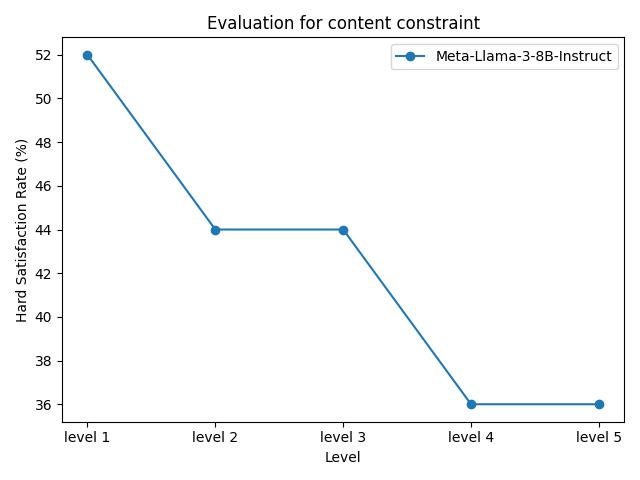 Evaluation for content constraint
Meta-Llama-3-8B-Instruct
Hard Satisfaction Rate (%)
52
50
48
46
44
42
40
38
36
level 1 level 2 level 3 level 4 level 5
Level